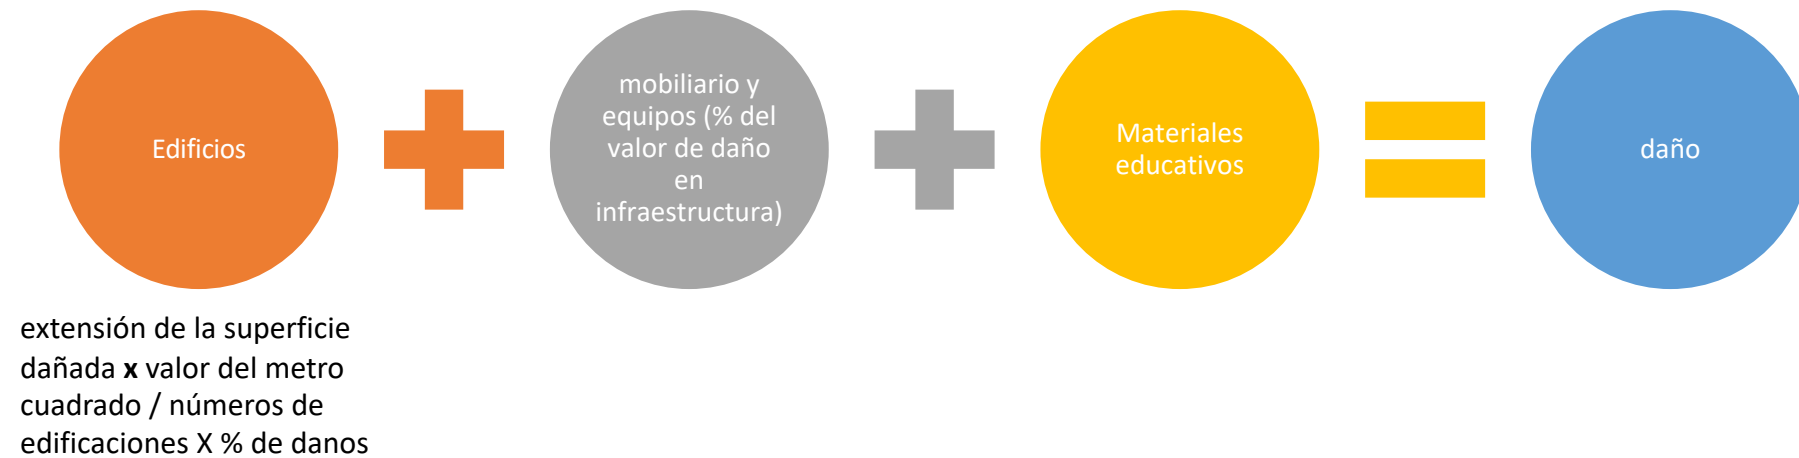 Edificios
mobiliario y
equipos (% del
valor de daño
en
infraestructura)
Materiales
educativos
daño
extensión de la superficie
dañada x valor del metro
cuadrado / números de
edificaciones X % de danos